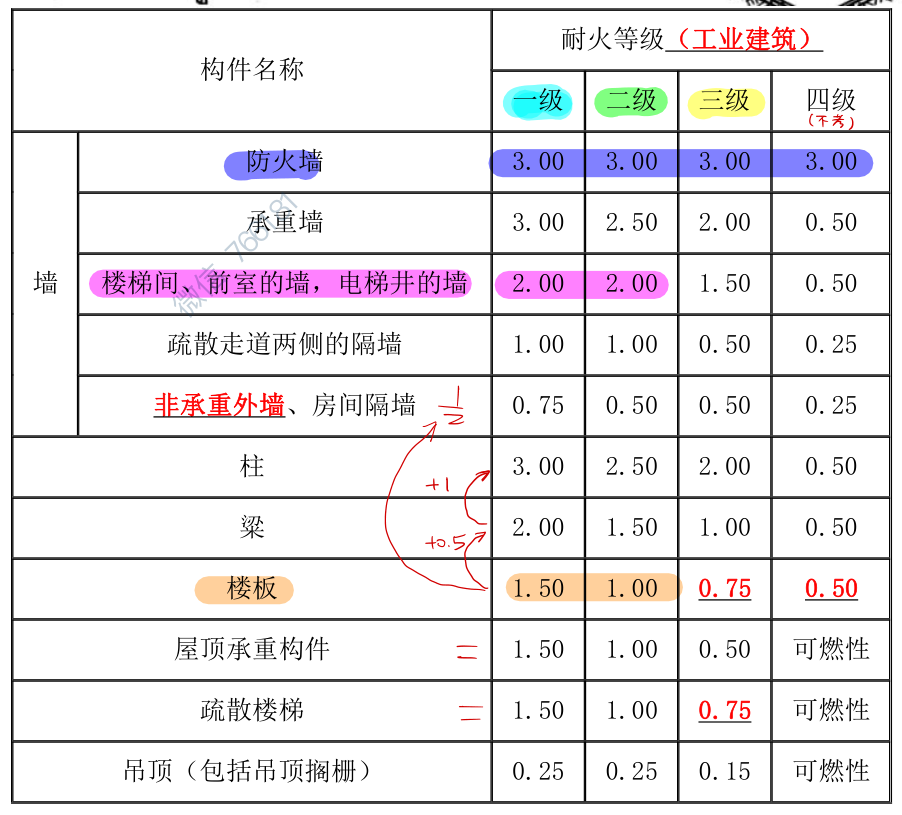 构件名称
耐火等级（工业建筑）
一级 二级 三级 四级
(不考)
墙
防火墙 3.00 3.00 3.00 3.00
承重墙 3.00 2.50 2.00 0.50
楼梯间、前室的墙，电梯井的墙 2.00 2.00 1.50 0.50
疏散走道两侧的隔墙 1.00 1.00 0.50 0.25
非承重外墙、房间隔墙 1/2 0.75 0.50 0.50 0.25
柱 3.00 2.50 2.00 0.50
+1
梁 2.00 1.50 1.00 0.50
+0.5
楼板 1.50 1.00 0.75 0.50
屋顶承重构件 = 1.50 1.00 0.50 可燃性
疏散楼梯 = 1.50 1.00 0.75 可燃性
吊顶（包括吊顶搁栅） 0.25 0.25 0.15 可燃性